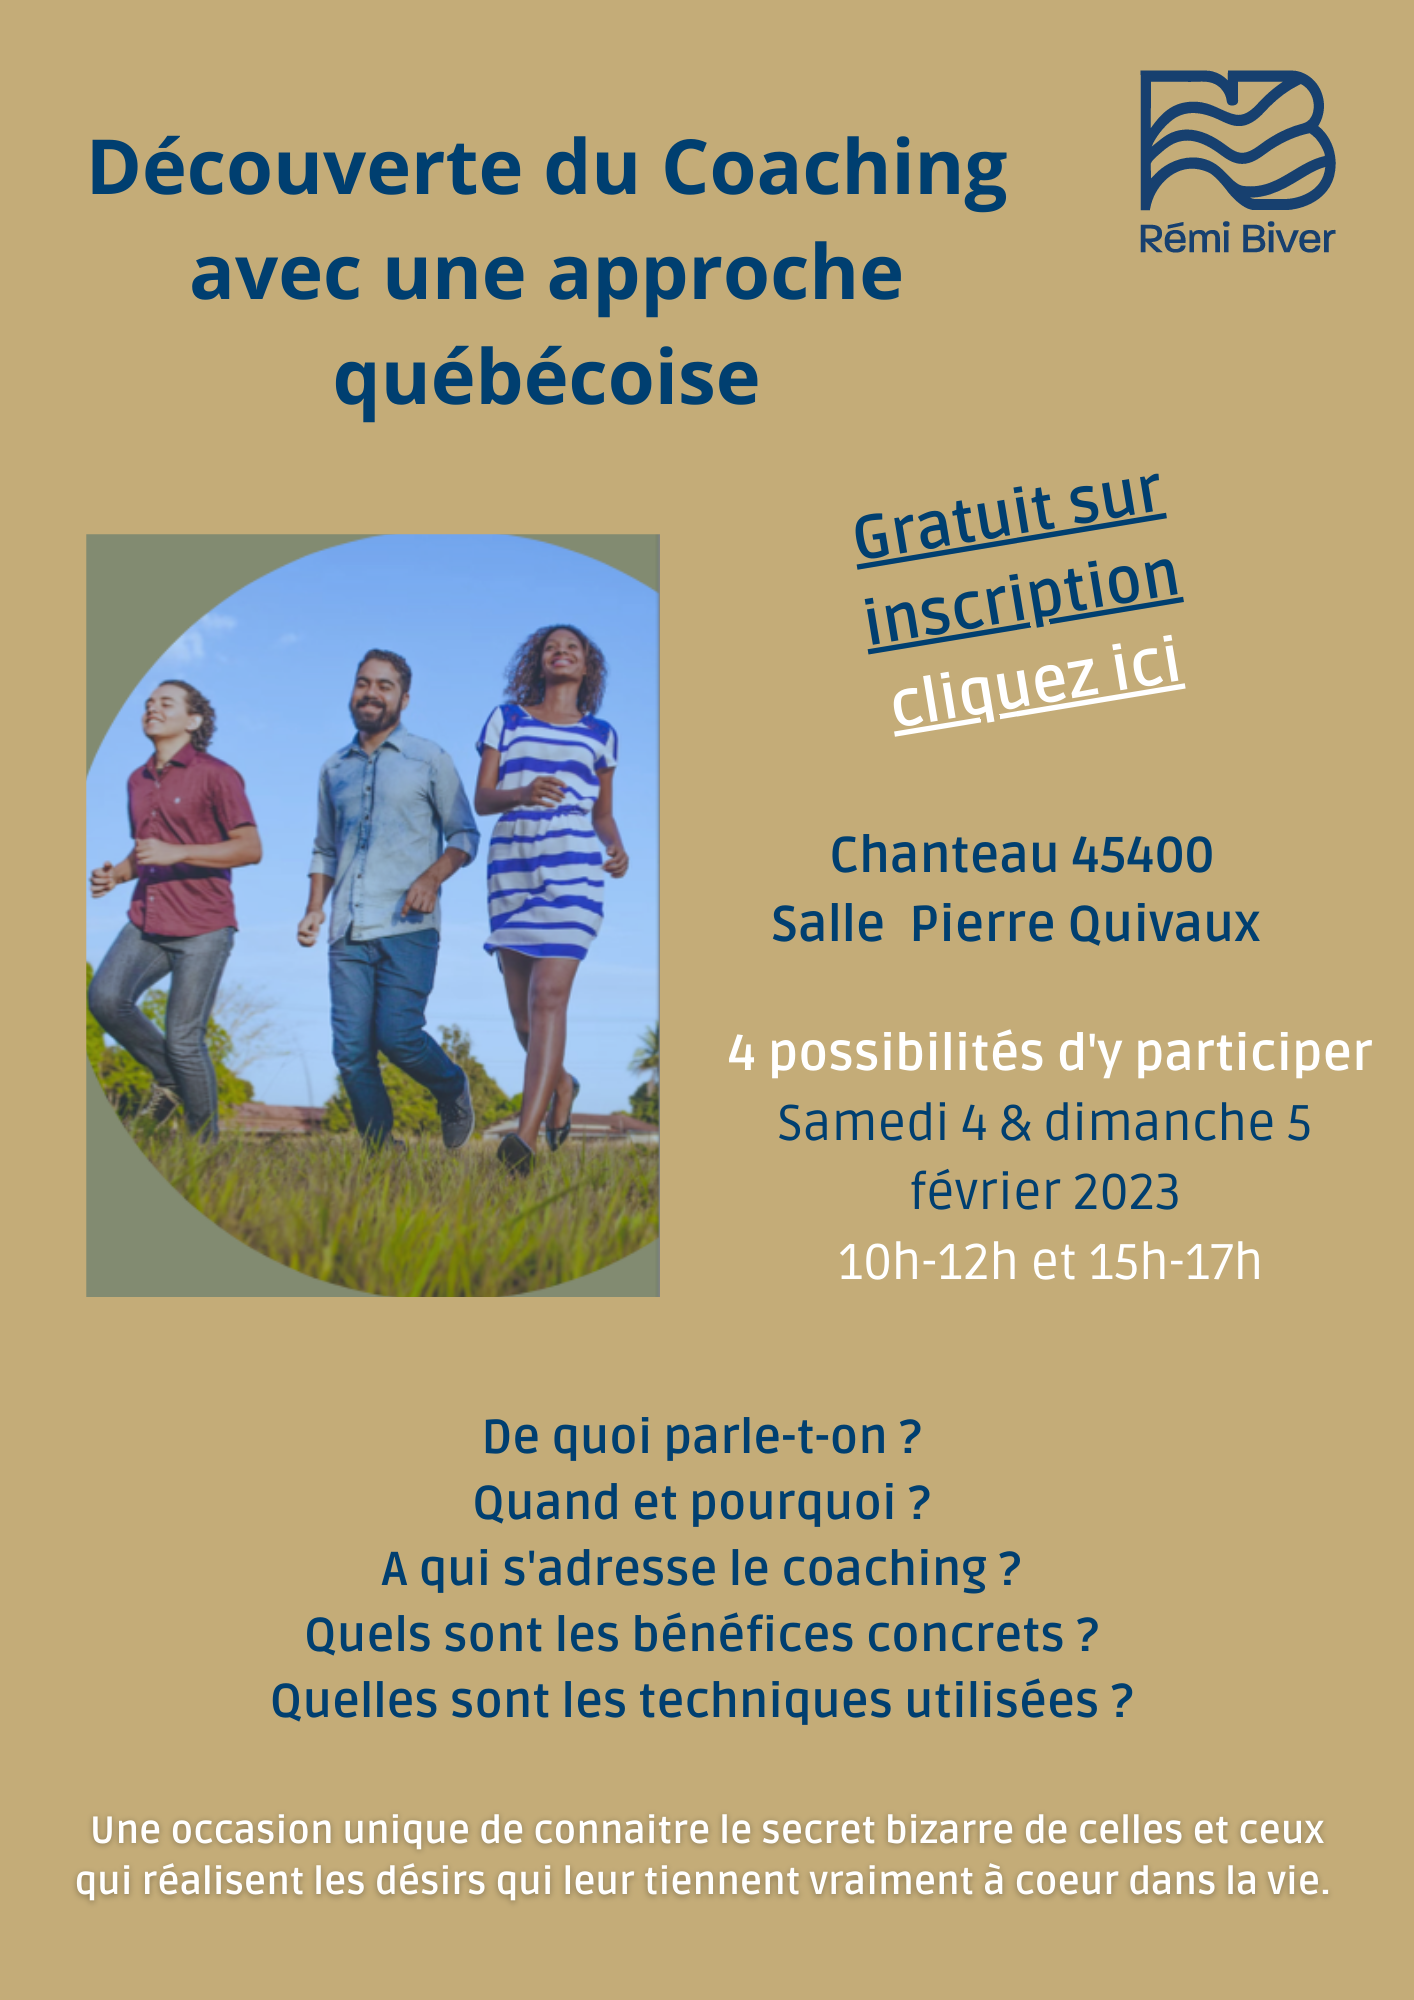 Découverte du Coaching
avec une approche
québécoise
Rémi Biver
Gratuit sur
inscription
cliquez ici
Chanteau 45400
Salle  Pierre Quivaux
4 possibilités d'y participer
Samedi 4 & dimanche 5
février 2023
10h-12h et 15h-17h
De quoi parle-t-on ?
Quand et pourquoi ?
A qui s'adresse le coaching ?
Quels sont les bénéfices concrets ?
Quelles sont les techniques utilisées ?
Une occasion unique de connaitre le secret bizarre de celles et ceux
qui réalisent les désirs qui leur tiennent vraiment à coeur dans la vie.